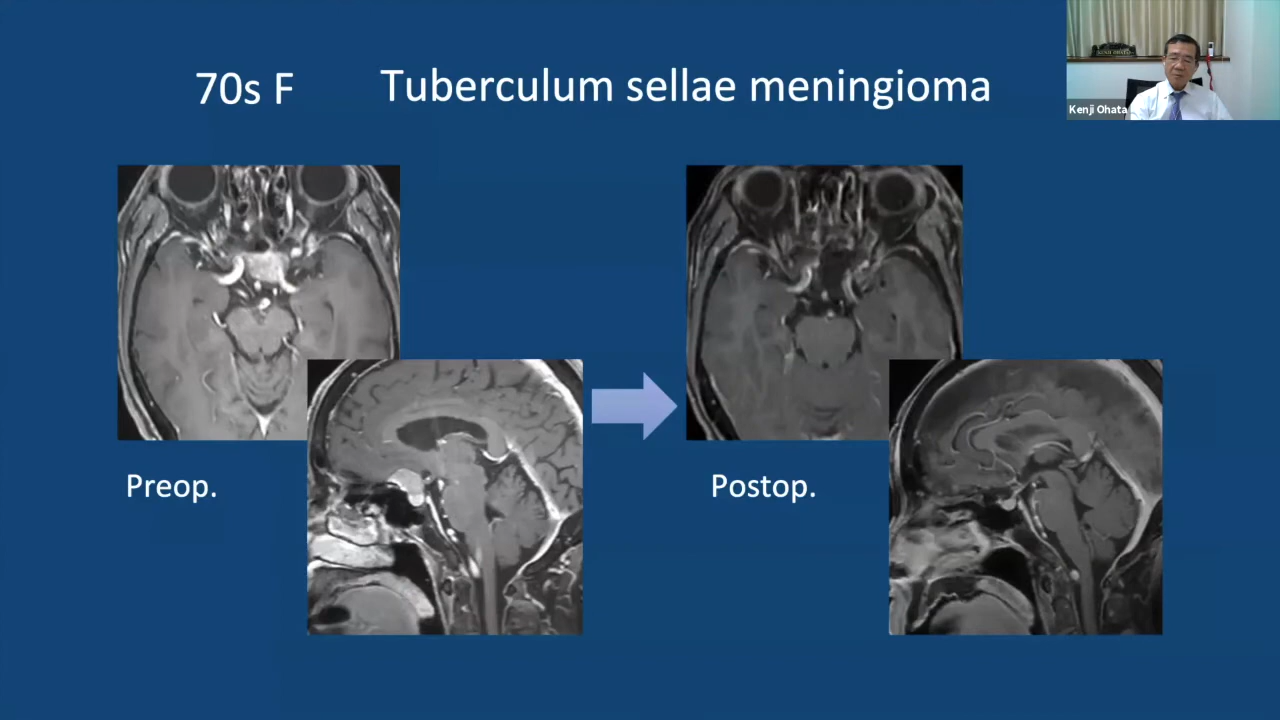 70s F
Tuberculum sellae meningioma
Kenji Ohata
Preop.
Postop.